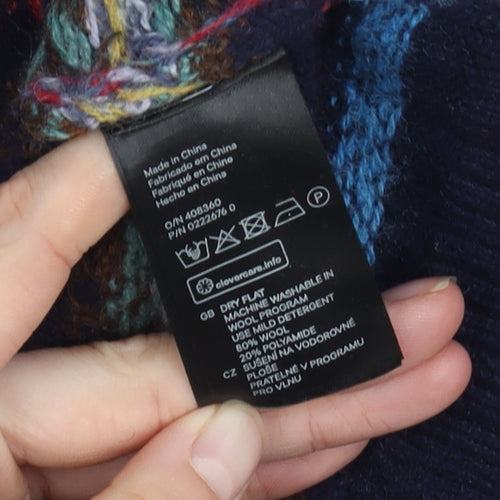 Made in China
Fabricado em China
Fabriqué en Chine
Hecho en China
O/N 408360
P/N 0222676 0
P
clevercare.info
GB DRY FLAT
MACHINE WASHABLE IN
WOOL PROGRAM
USE MILD DETERGENT
80% WOOL
20% POLYAMIDE
CZ SUŠENÍ NA VODOROVNÉ
PLOŠE
PRATELNÉ V PROGRAMU
PRO VLNU